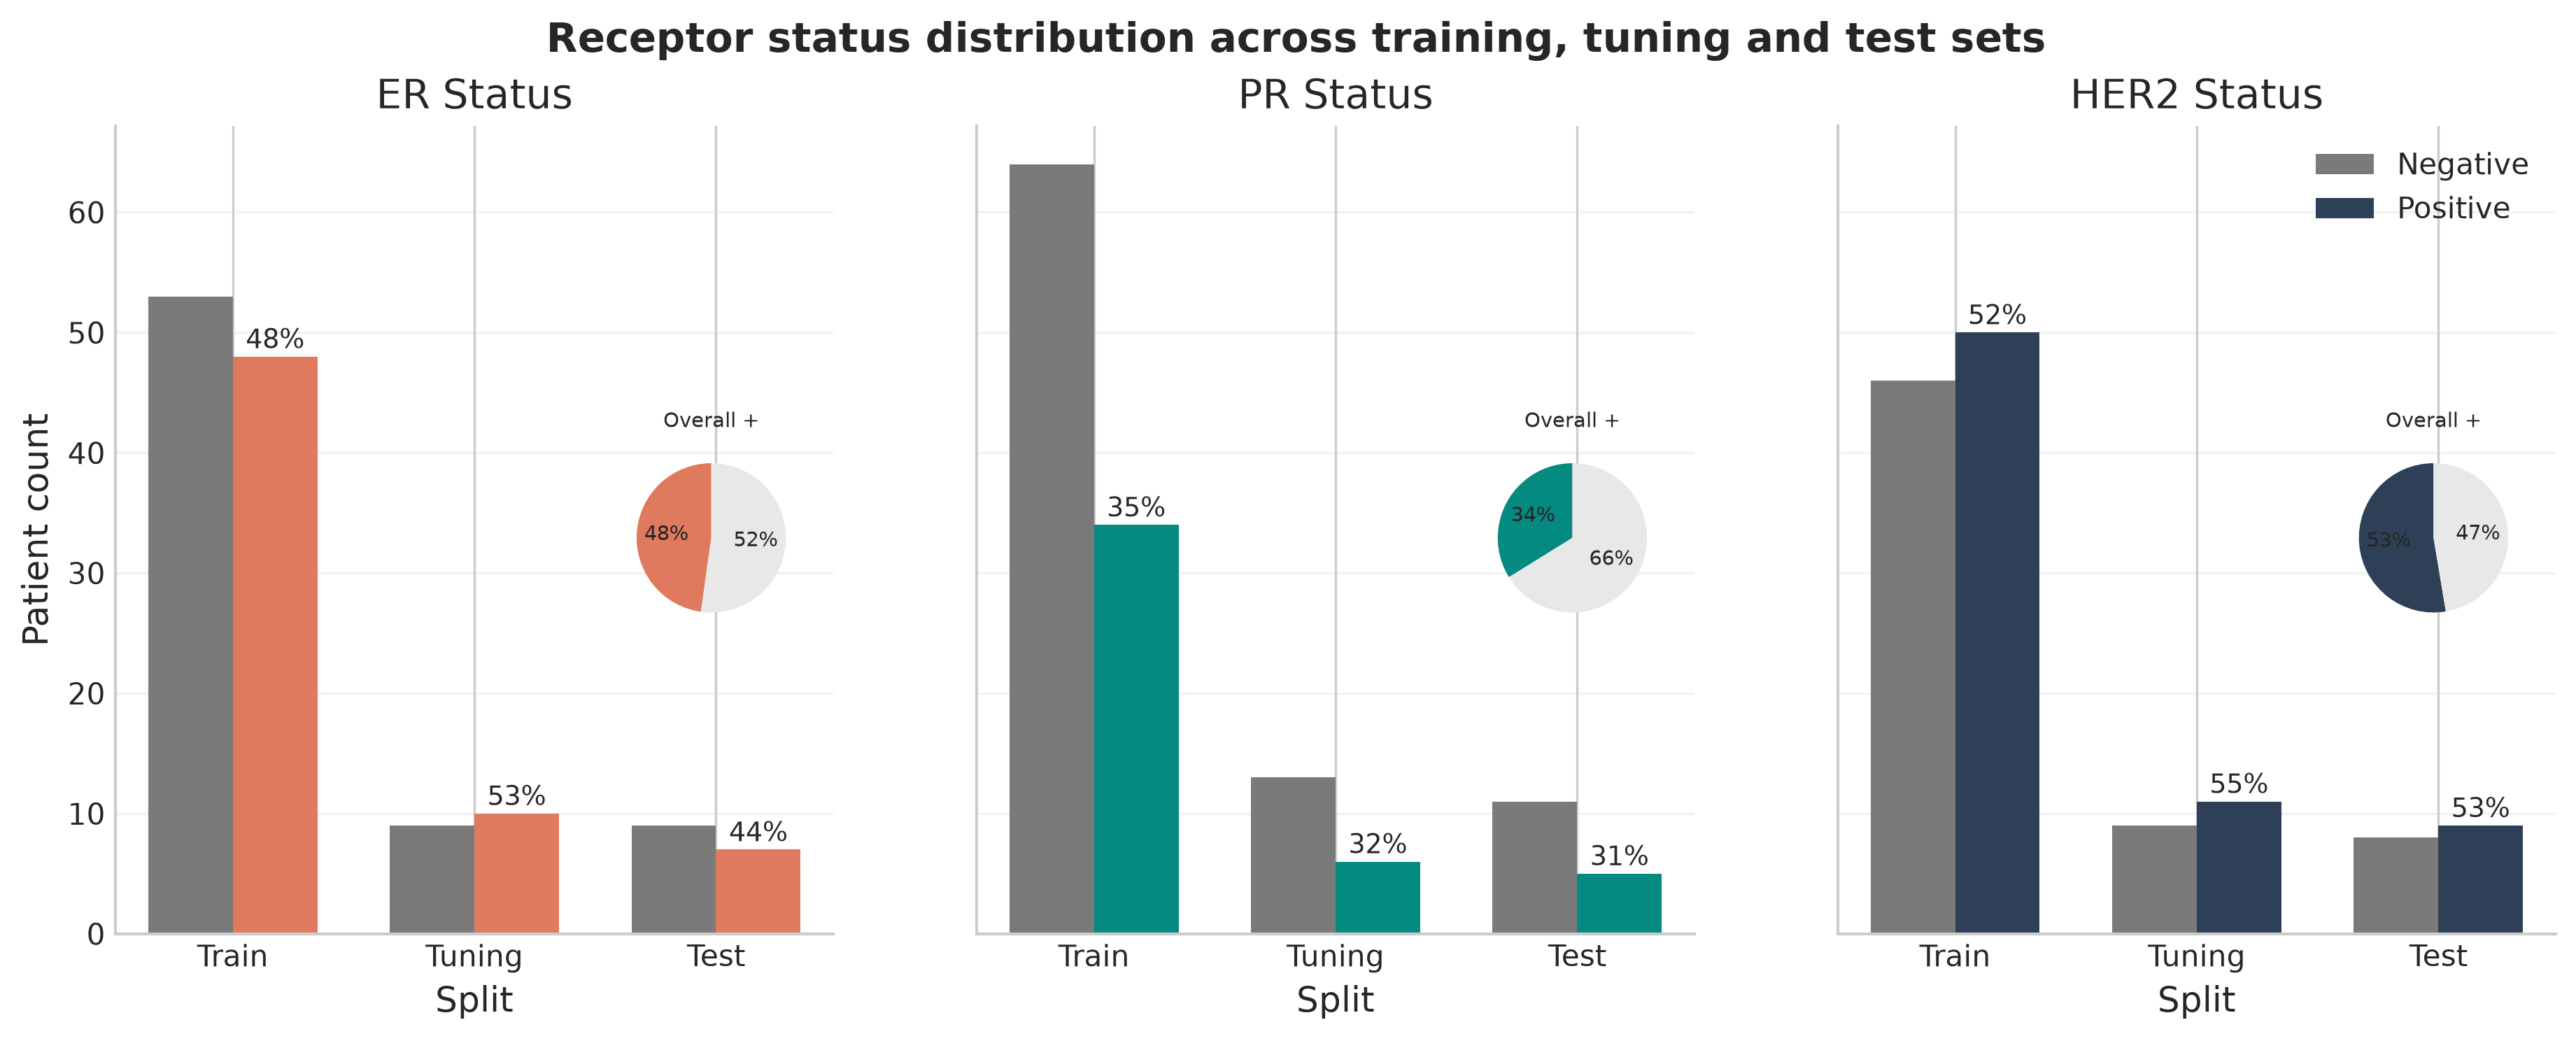 Receptor status distribution across training, tuning and test sets
ER Status
PR Status
HER2 Status
Patient count
60
50
40
30
20
10
0
48%
53%
44%
Overall +
48%
52%
Train
Tuning
Test
Split
35%
32%
31%
Overall +
34%
66%
Train
Tuning
Test
Split
Negative
Positive
52%
55%
53%
Overall +
53%
47%
Train
Tuning
Test
Split